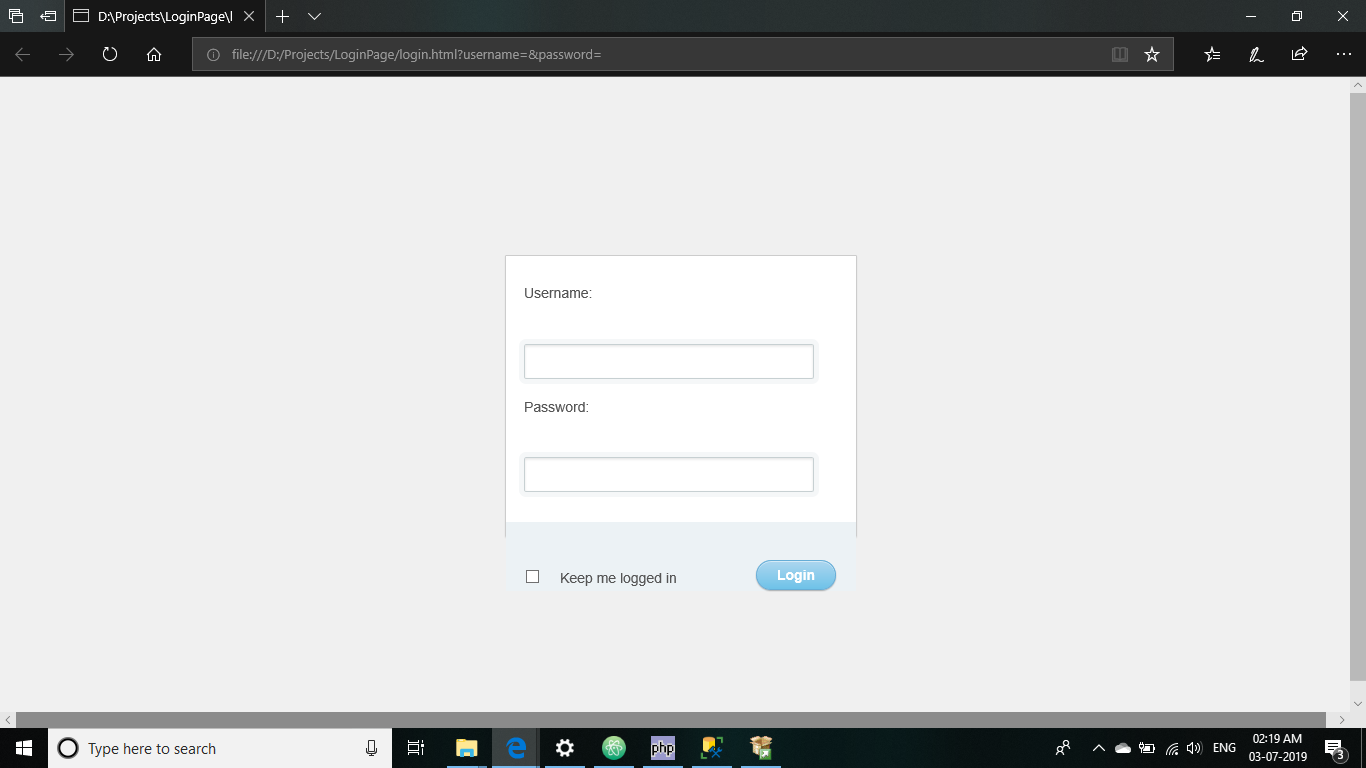 D:\Projects\LoginPage\l
file:///D:/Projects/LoginPage/login.html?username=&password=
Username:
Password:
Keep me logged in
Login
Type here to search
php
ENG
02:19 AM
03-07-2019
3